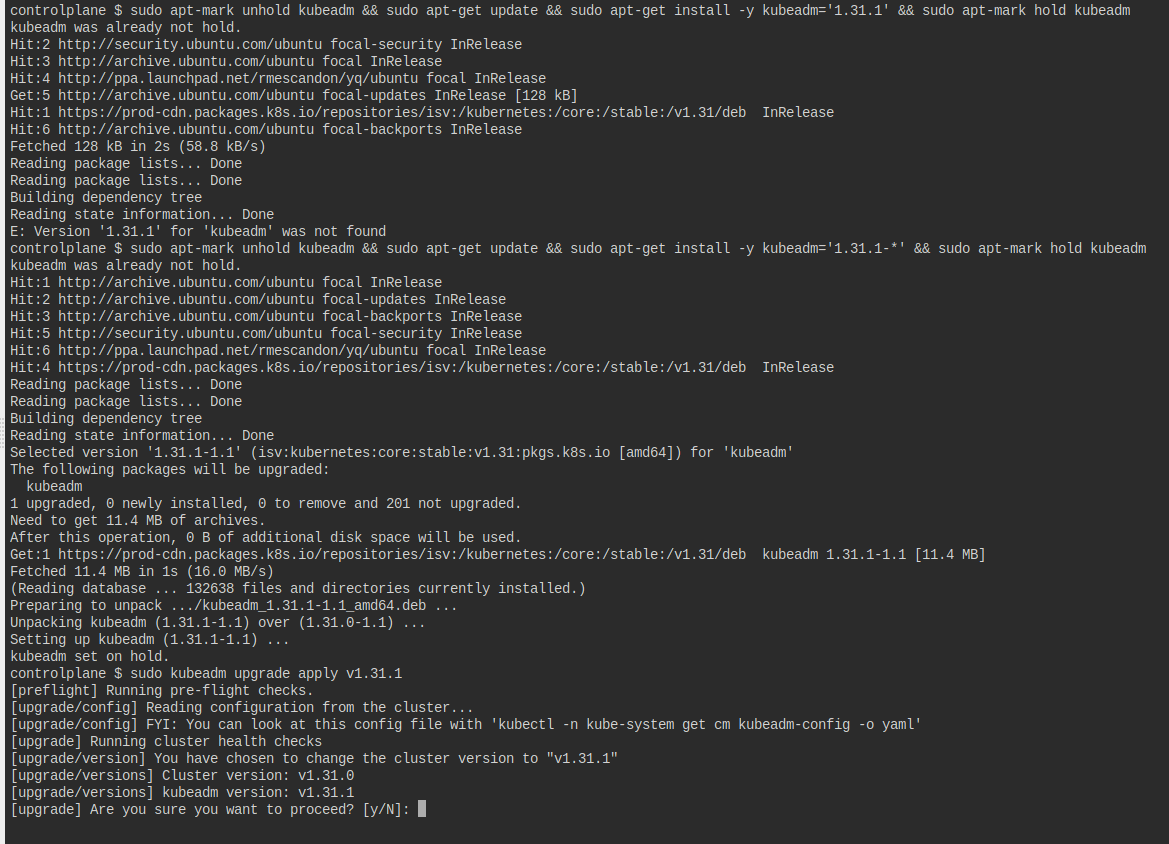 controlplane $ sudo apt-mark unhold kubeadm && sudo apt-get update && sudo apt-get install -y kubeadm='1.31.1' && sudo apt-mark hold kubeadm
kubeadm was already not hold.
Hit:2 http://security.ubuntu.com/ubuntu focal-security InRelease
Hit:3 http://archive.ubuntu.com/ubuntu focal InRelease
Hit:4 http://ppa.launchpad.net/rmescandon/yq/ubuntu focal InRelease
Get:5 http://archive.ubuntu.com/ubuntu focal-updates InRelease [128 kB]
Hit:1 https://prod-cdn.packages.k8s.io/repositories/isv:/kubernetes:/core:/stable:/v1.31/deb  InRelease
Hit:6 http://archive.ubuntu.com/ubuntu focal-backports InRelease
Fetched 128 kB in 2s (58.8 kB/s)
Reading package lists... Done
Reading package lists... Done
Building dependency tree
Reading state information... Done
E: Version '1.31.1' for 'kubeadm' was not found
controlplane $ sudo apt-mark unhold kubeadm && sudo apt-get update && sudo apt-get install -y kubeadm='1.31.1-*' && sudo apt-mark hold kubeadm
kubeadm was already not hold.
Hit:1 http://archive.ubuntu.com/ubuntu focal InRelease
Hit:2 http://archive.ubuntu.com/ubuntu focal-updates InRelease
Hit:3 http://archive.ubuntu.com/ubuntu focal-backports InRelease
Hit:5 http://security.ubuntu.com/ubuntu focal-security InRelease
Hit:6 http://ppa.launchpad.net/rmescandon/yq/ubuntu focal InRelease
Hit:4 https://prod-cdn.packages.k8s.io/repositories/isv:/kubernetes:/core:/stable:/v1.31/deb  InRelease
Reading package lists... Done
Reading package lists... Done
Building dependency tree
Reading state information... Done
Selected version '1.31.1-1.1' (isv:kubernetes:core:stable:v1.31:pkgs.k8s.io [amd64]) for 'kubeadm'
The following packages will be upgraded:
  kubeadm
1 upgraded, 0 newly installed, 0 to remove and 201 not upgraded.
Need to get 11.4 MB of archives.
After this operation, 0 B of additional disk space will be used.
Get:1 https://prod-cdn.packages.k8s.io/repositories/isv:/kubernetes:/core:/stable:/v1.31/deb  kubeadm 1.31.1-1.1 [11.4 MB]
Fetched 11.4 MB in 1s (16.0 MB/s)
(Reading database ... 132638 files and directories currently installed.)
Preparing to unpack .../kubeadm_1.31.1-1.1_amd64.deb ...
Unpacking kubeadm (1.31.1-1.1) over (1.31.0-1.1) ...
Setting up kubeadm (1.31.1-1.1) ...
kubeadm set on hold.
controlplane $ sudo kubeadm upgrade apply v1.31.1
[preflight] Running pre-flight checks.
[upgrade/config] Reading configuration from the cluster...
[upgrade/config] FYI: You can look at this config file with 'kubectl -n kube-system get cm kubeadm-config -o yaml'
[upgrade] Running cluster health checks
[upgrade/version] You have chosen to change the cluster version to "v1.31.1"
[upgrade/versions] Cluster version: v1.31.0
[upgrade/versions] kubeadm version: v1.31.1
[upgrade] Are you sure you want to proceed? [y/N]: